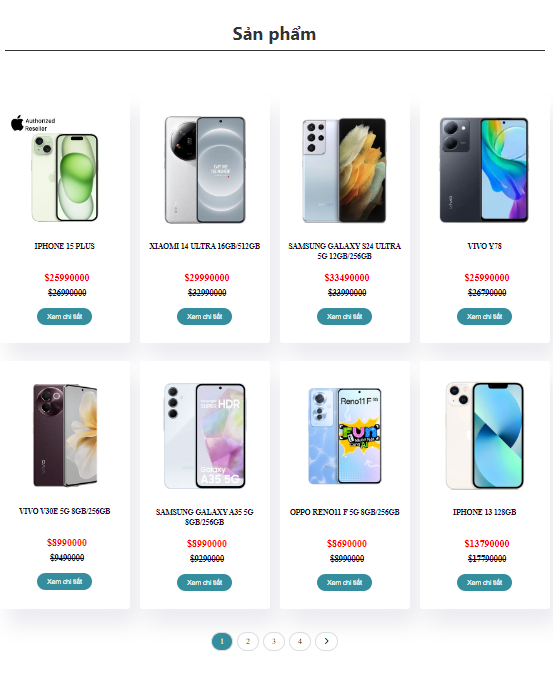 Sản phẩm
Authorized
Reseller
IPHONE 15 PLUS
$25990000
$26990000
Xem chi tiết
XIAOMI 14 ULTRA 16GB/512GB
$29990000
$32990000
Xem chi tiết
SAMSUNG GALAXY S24 ULTRA
5G 12GB/256GB
$33490000
$33990000
Xem chi tiết
VIVO Y78
$25990000
$26790000
Xem chi tiết
VIVO V30E 5G 8GB/256GB
$8990000
$9490000
Xem chi tiết
HDR
Galaxy
A35 5G
SAMSUNG GALAXY A35 5G
8GB/256GB
$8990000
$9290000
Xem chi tiết
Reno11 F 5G
FUN
OPPO RENO11 F 5G 8GB/256GB
$8690000
$8990000
Xem chi tiết
IPHONE 13 128GB
$13790000
$17790000
Xem chi tiết
1 2 3 4 >